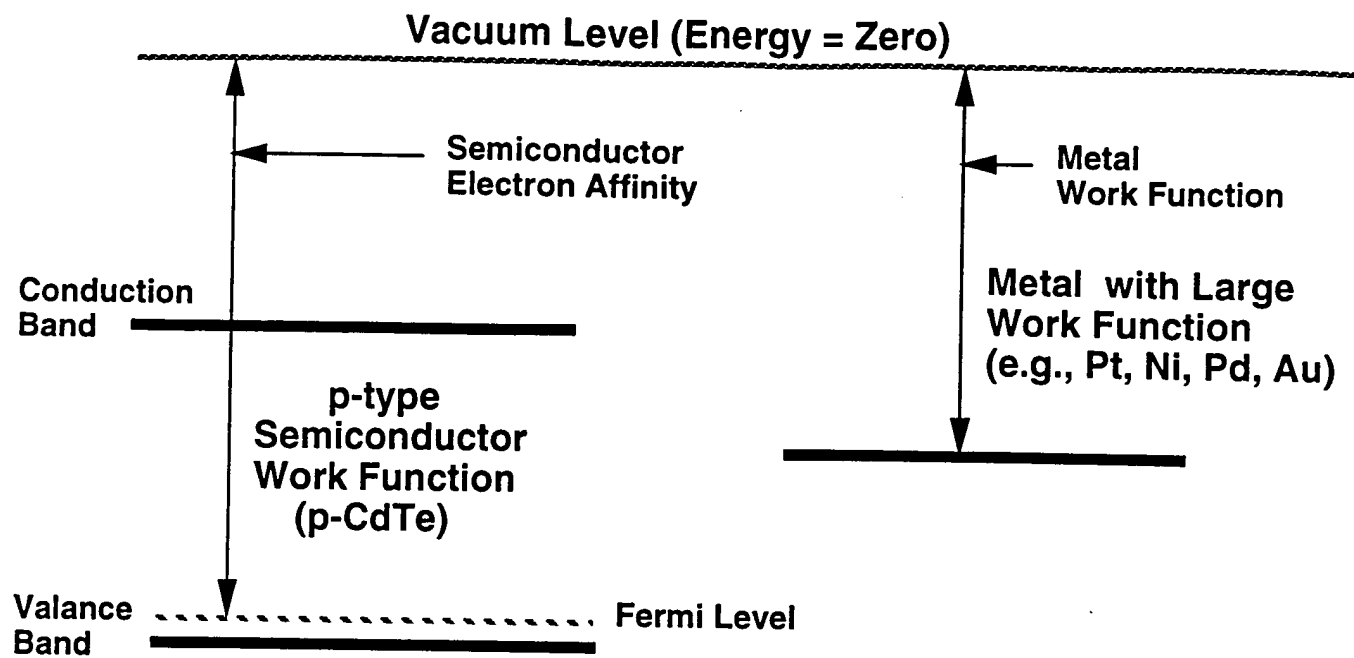 Vacuum Level (Energy = Zero)
Semiconductor
Electron Affinity
Metal
Work Function
Conduction
Band
Metal with Large
Work Function
(e.g., Pt, Ni, Pd, Au)
p-type
Semiconductor
Work Function
(p-CdTe)
Valance
Band
Fermi Level